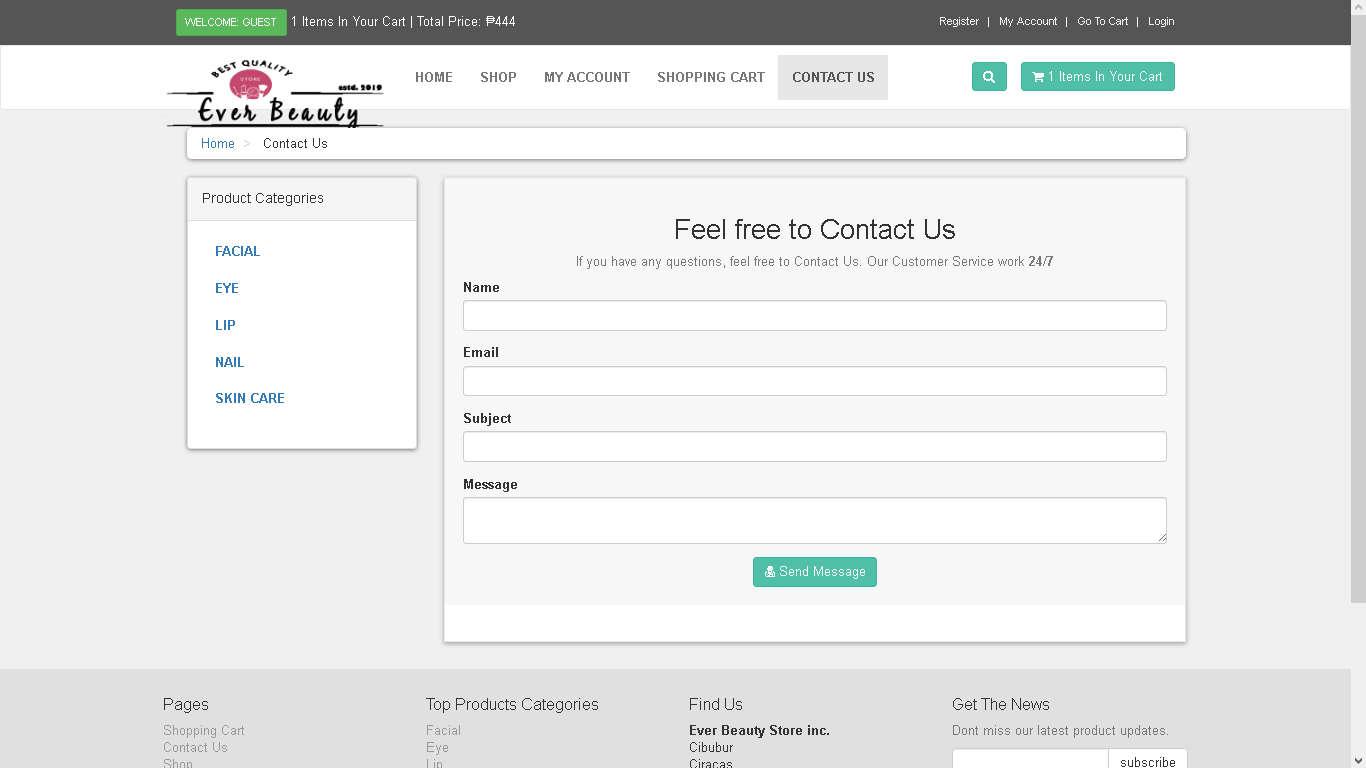 WELCOME: GUEST 1 Items In Your Cart | Total Price: ₱444
Register | My Account | Go To Cart | Login
BEST QUALITY
STORE
estd. 2019
Ever Beauty
HOME SHOP MY ACCOUNT SHOPPING CART CONTACT US
1 Items In Your Cart
Home > Contact Us
Product Categories
FACIAL
EYE
LIP
NAIL
SKIN CARE
Feel free to Contact Us
If you have any questions, feel free to Contact Us. Our Customer Service work 24/7
Name
Email
Subject
Message
Send Message
Pages
Shopping Cart
Contact Us
Shop
Top Products Categories
Facial
Eye
Lip
Find Us
Ever Beauty Store inc.
Cibubur
Ciracas
Get The News
Dont miss our latest product updates.
subscribe